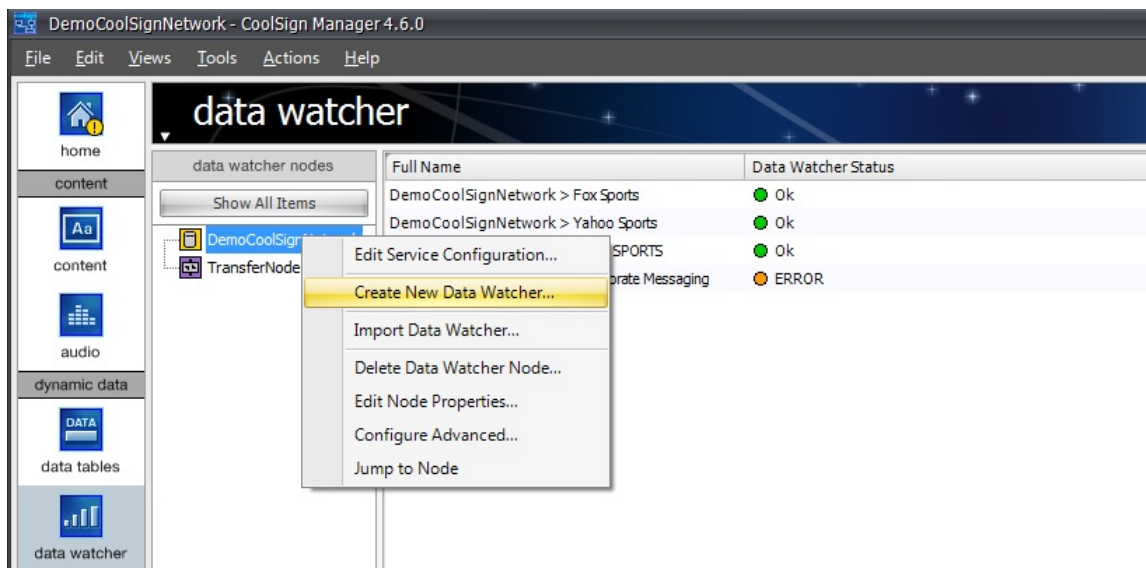 DemoCoolSignNetwork - CoolSign Manager 4.6.0
File Edit Views Tools Actions Help
home
content
content
audio
dynamic data
DATA
data tables
data watcher
data watcher
data watcher nodes
Show All Items
DemoCoolSign
TransferNode
Full Name Data Watcher Status
DemoCoolSignNetwork > Fox Sports Ok
DemoCoolSignNetwork > Yahoo Sports Ok
SPORTS Ok
orate Messaging ERROR
Edit Service Configuration...
Create New Data Watcher...
Import Data Watcher...
Delete Data Watcher Node...
Edit Node Properties...
Configure Advanced...
Jump to Node
Aa